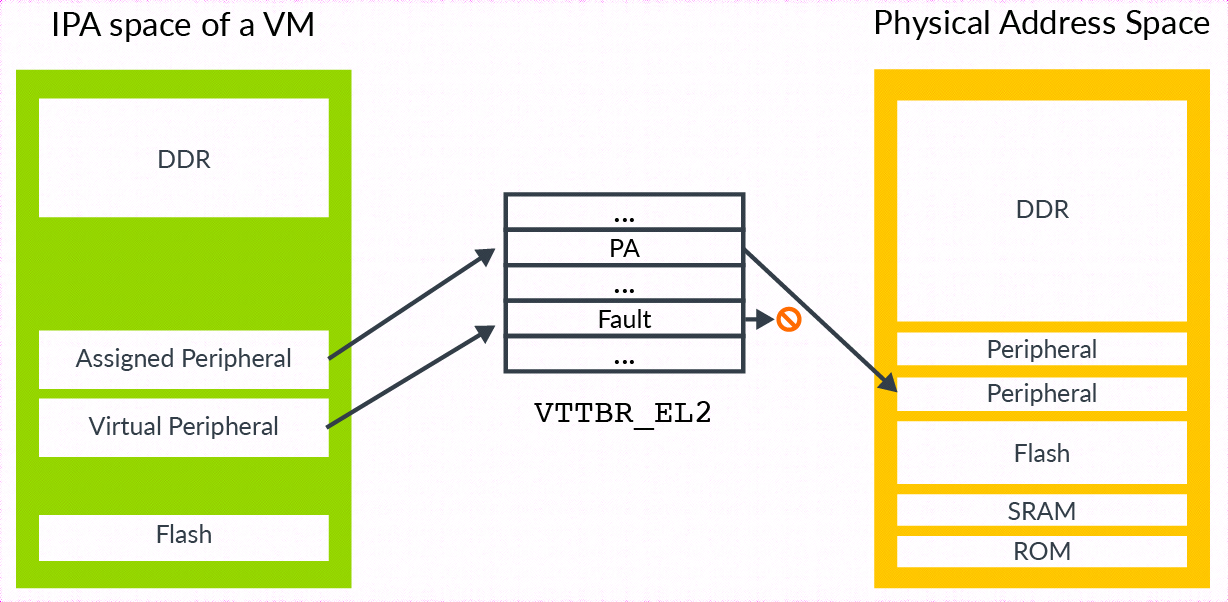 IPA space of a VM
Physical Address Space
DDR
Assigned Peripheral
Virtual Peripheral
Flash
...
PA
...
Fault
...
VTTBR_EL2
DDR
Peripheral
Peripheral
Flash
SRAM
ROM